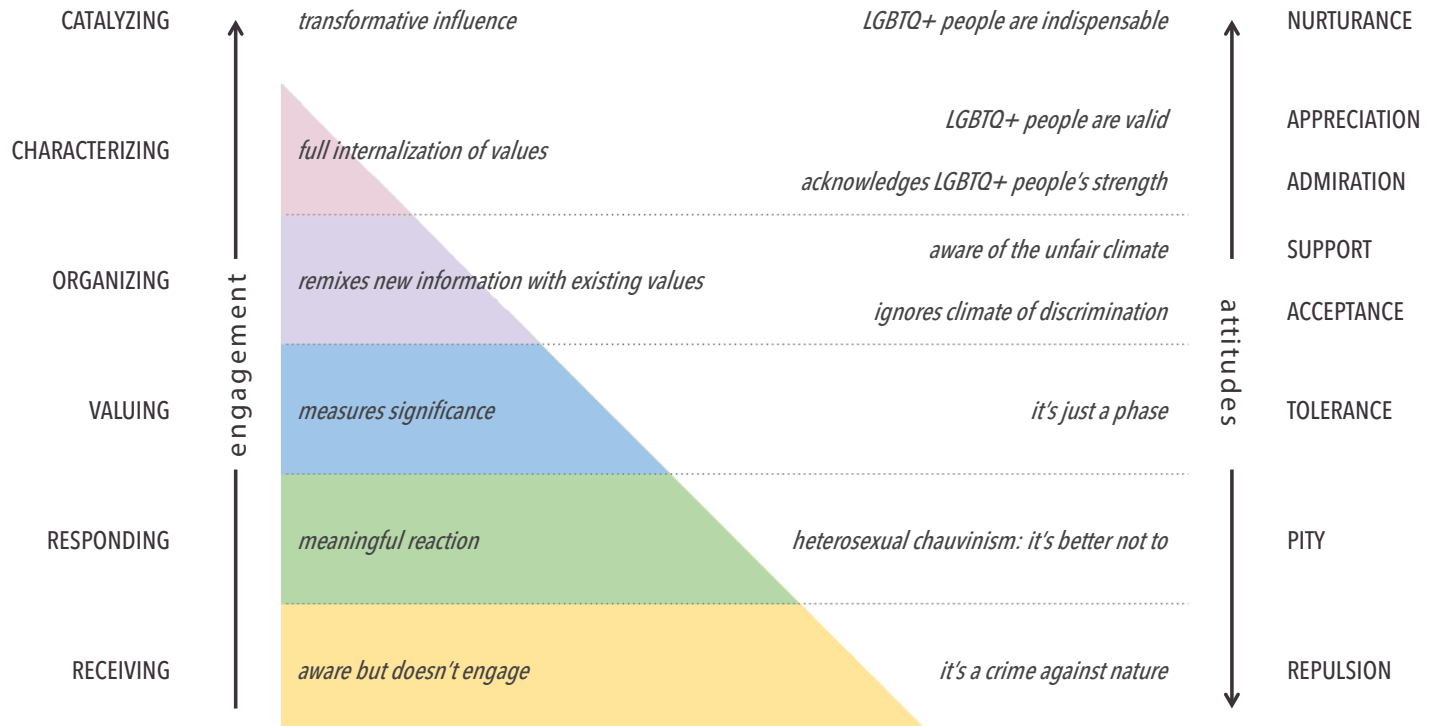 CATALYZING
transformative influence
LGBTQ+ people are indispensable
NURTURANCE
LGBTQ+ people are valid
APPRECIATION
CHARACTERIZING
full internalization of values
acknowledges LGBTQ+ people's strength
ADMIRATION
aware of the unfair climate
SUPPORT
ORGANIZING
remixes new information with existing values
ignores climate of discrimination
ACCEPTANCE
engagement
attitudes
VALUING
measures significance
it's just a phase
TOLERANCE
RESPONDING
meaningful reaction
heterosexual chauvinism: it's better not to
PITY
RECEIVING
aware but doesn't engage
it's a crime against nature
REPULSION